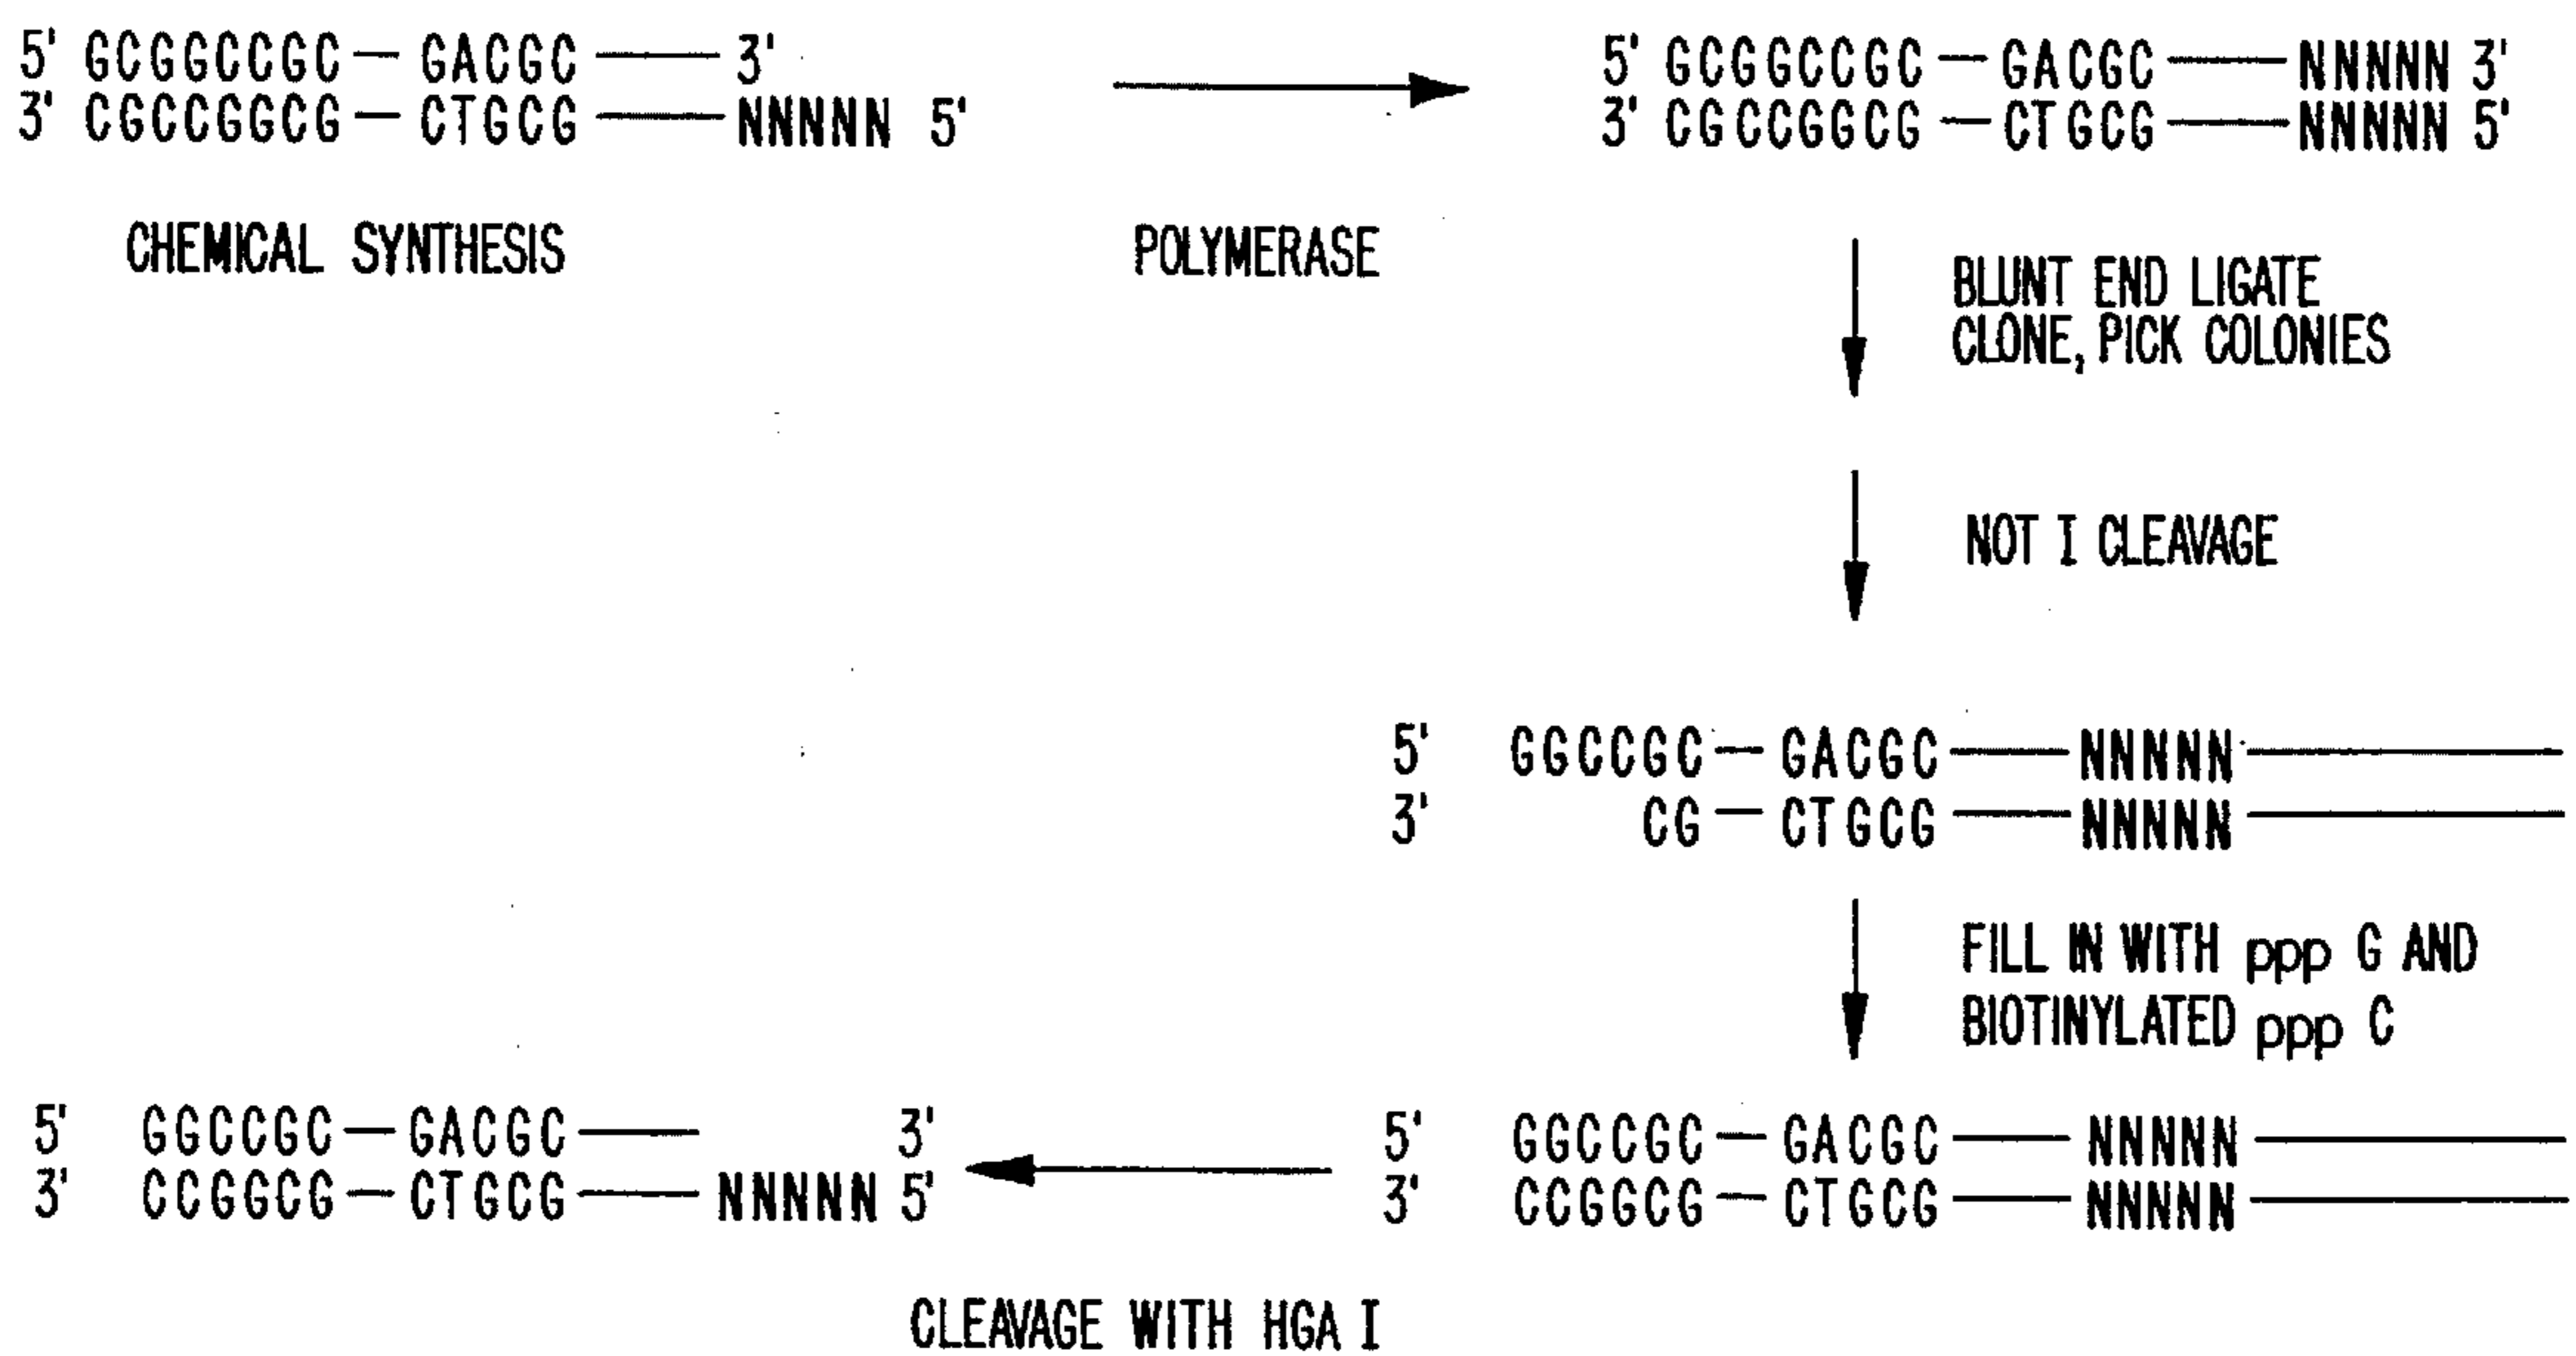 5' GCGGCCGC — GACGC — 3'
3' CGCCGGCG — CTGCG — NNNNN 5'
CHEMICAL SYNTHESIS
POLYMERASE
5' GCGGCCGC — GACGC — NNNNN 3'
3' CGCCGGCG — CTGCG — NNNNN 5'
BLUNT END LIGATE
CLONE, PICK COLONIES
NOT I CLEAVAGE
5' GGCCGC — GACGC — NNNNN —
3' CG — CTGCG — NNNNN —
FILL IN WITH ppp G AND
BIOTINYLATED ppp C
5' GGCCGC — GACGC — NNNNN —
3' CCGGCG — CTGCG — NNNNN —
CLEAVAGE WITH HGA I
5' GGCCGC — GACGC — 3'
3' CCGGCG — CTGCG — NNNNN 5'